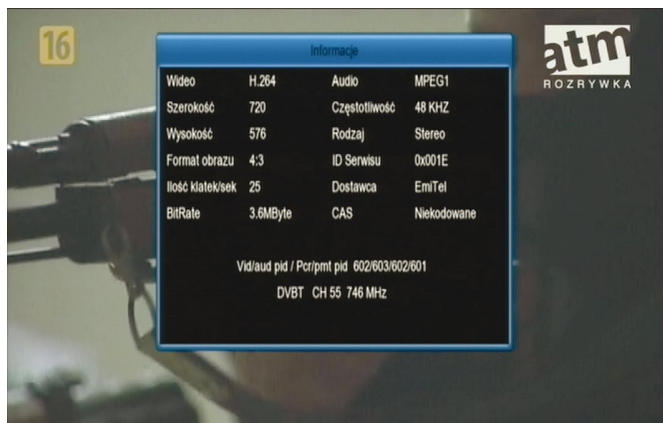 16
atm
ROZRYWKA
Informacje
Wideo H.264 Audio MPEG1
Szerokość 720 Częstotliwość 48 KHZ
Wysokość 576 Rodzaj Stereo
Format obrazu 4:3 ID Serwisu 0x001E
Ilość klatek/sek 25 Dostawca EmiTel
BitRate 3.6MByte CAS Niekodowane
Vid/aud pid / Pcr/pmt pid 602/603/602/601
DVBT CH 55 746 MHz